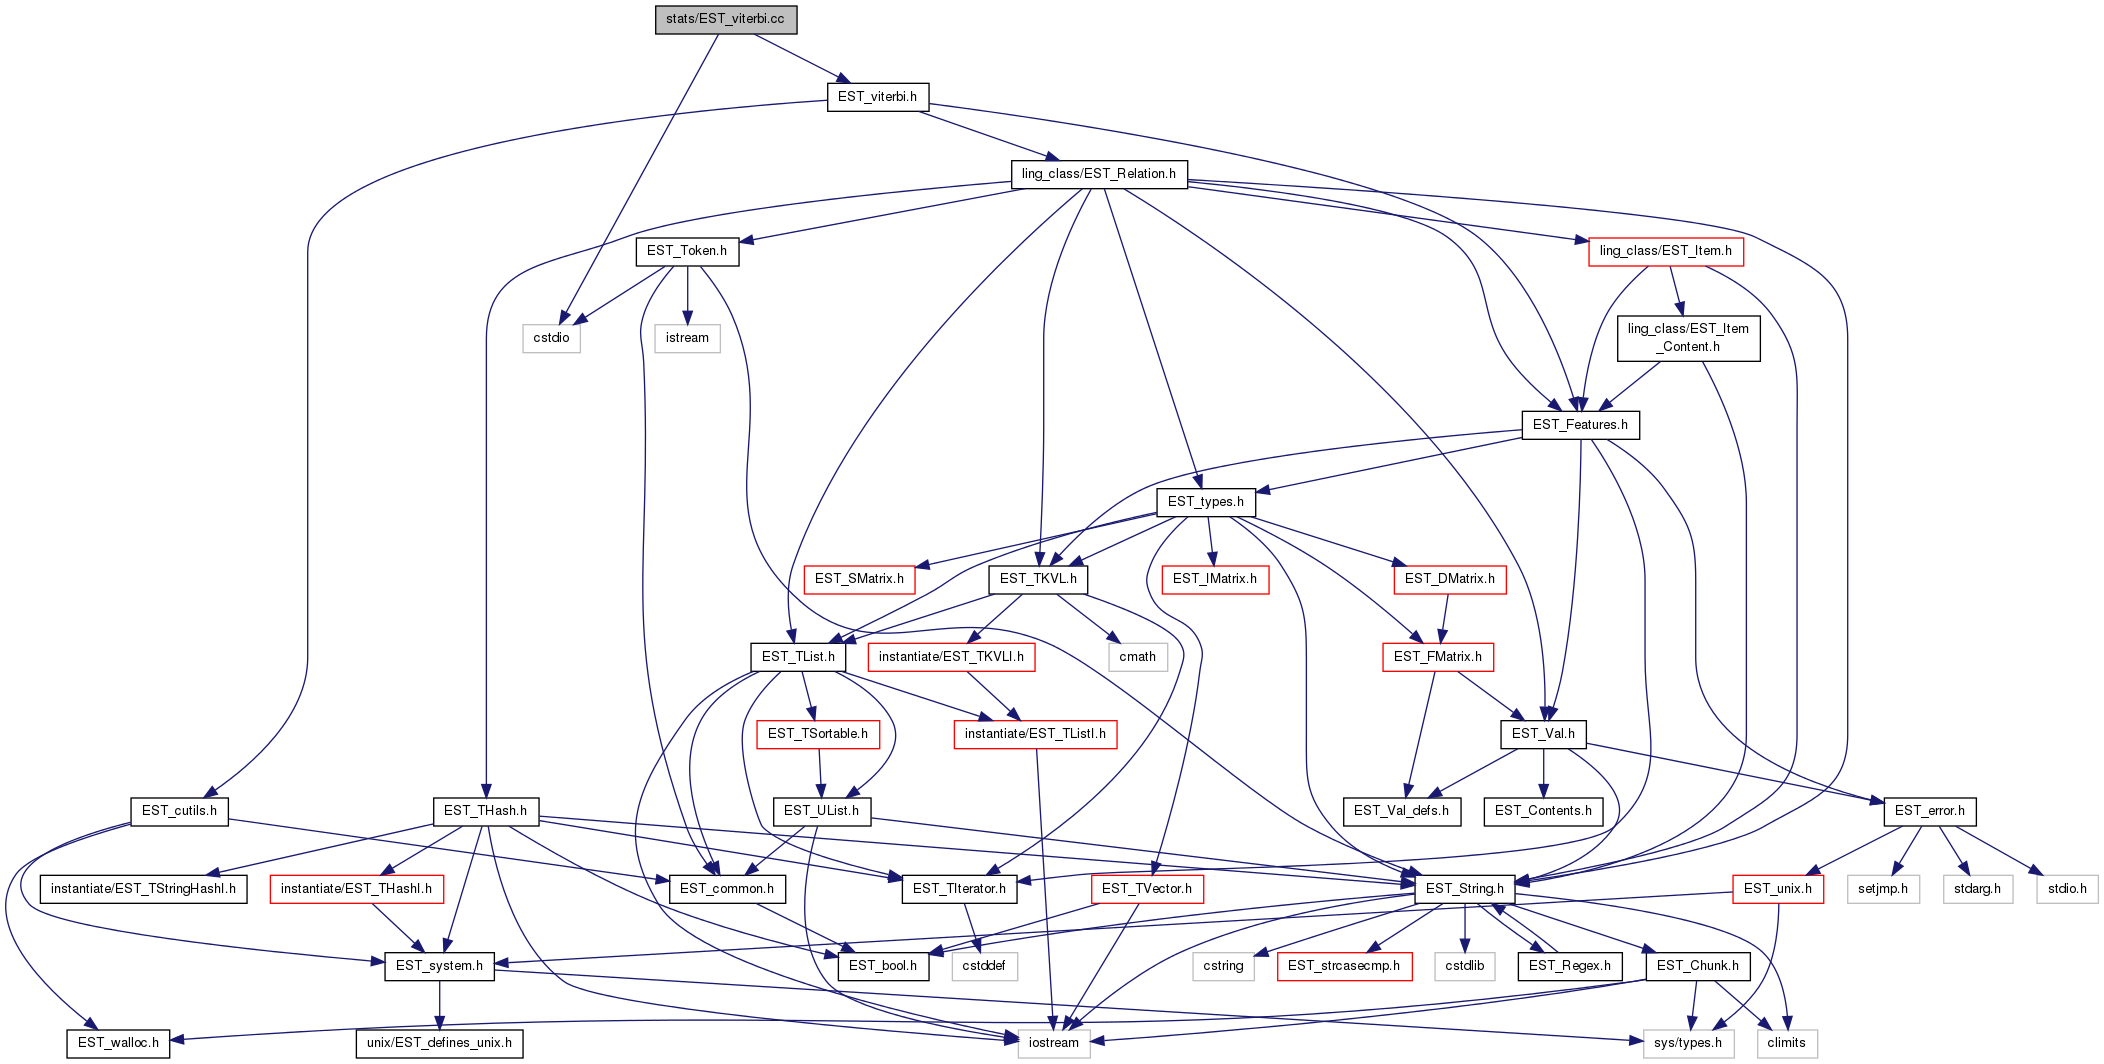 stats/EST_viterbi.cc
EST_viterbi.h
ling_class/EST_Relation.h
EST_Token.h
ling_class/EST_Item.h
cstdio
istream
ling_class/EST_Item
_Content.h
EST_Features.h
EST_types.h
EST_SMatrix.h
EST_TKVL.h
EST_IMatrix.h
EST_DMatrix.h
EST_TList.h
instantiate/EST_TKVLI.h
cmath
EST_FMatrix.h
EST_TSortable.h
instantiate/EST_TListI.h
EST_Val.h
EST_cutils.h
EST_THash.h
EST_UList.h
EST_Val_defs.h
EST_Contents.h
EST_error.h
instantiate/EST_TStringHashI.h
instantiate/EST_THashI.h
EST_common.h
EST_TIterator.h
EST_TVector.h
EST_String.h
EST_unix.h
setjmp.h
stdarg.h
stdio.h
EST_system.h
EST_bool.h
cstddef
cstring
EST_strcasecmp.h
cstdlib
EST_Regex.h
EST_Chunk.h
EST_walloc.h
unix/EST_defines_unix.h
iostream
sys/types.h
climits